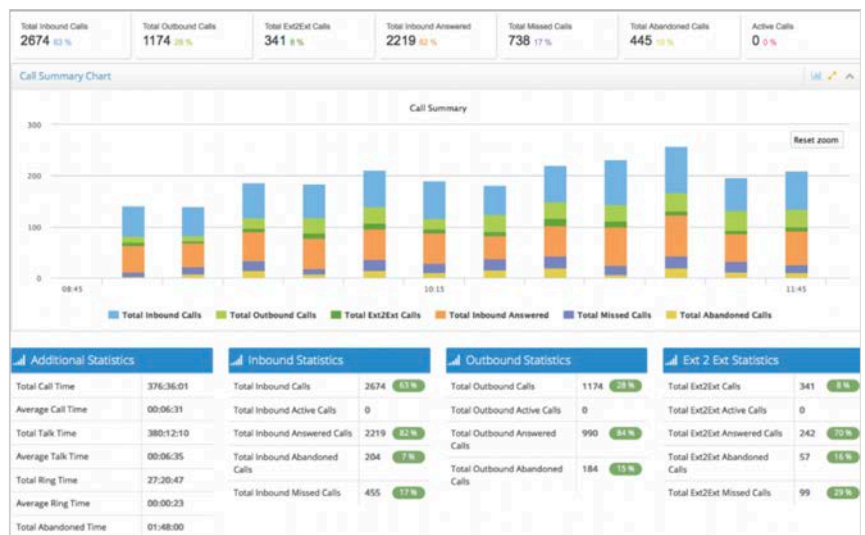 Total Inbound Calls
2674 63 %
Total Outbound Calls
1174 28 %
Total Ext2Ext Calls
341 8 %
Total Inbound Answered
2219 82 %
Total Missed Calls
738 17 %
Total Abandoned Calls
445 10 %
Active Calls
0 0 %
Call Summary Chart
Call Summary
300
Reset zoom
200
100
0
08:45
10:15
11:45
Total Inbound Calls
Total Outbound Calls
Total Ext2Ext Calls
Total Inbound Answered
Total Missed Calls
Total Abandoned Calls
Additional Statistics
Total Call Time 376:36:01
Average Call Time 00:06:31
Total Talk Time 380:12:10
Average Talk Time 00:06:35
Total Ring Time 27:20:47
Average Ring Time 00:00:23
Total Abandoned Time 01:48:00
Inbound Statistics
Total Inbound Calls 2674 63 %
Total Inbound Active Calls 0
Total Inbound Answered Calls 2219 82 %
Total Inbound Abandoned
Calls 204 7 %
Total Inbound Missed Calls 455 17 %
Outbound Statistics
Total Outbound Calls 1174 28 %
Total Outbound Active Calls 0
Total Outbound Answered
Calls 990 84 %
Total Outbound Abandoned
Calls 184 15 %
Ext 2 Ext Statistics
Total Ext2Ext Calls 341 8 %
Total Ext2Ext Active Calls 0
Total Ext2Ext Answered Calls 242 70 %
Total Ext2Ext Abandoned
Calls 57 16 %
Total Ext2Ext Missed Calls 99 29 %